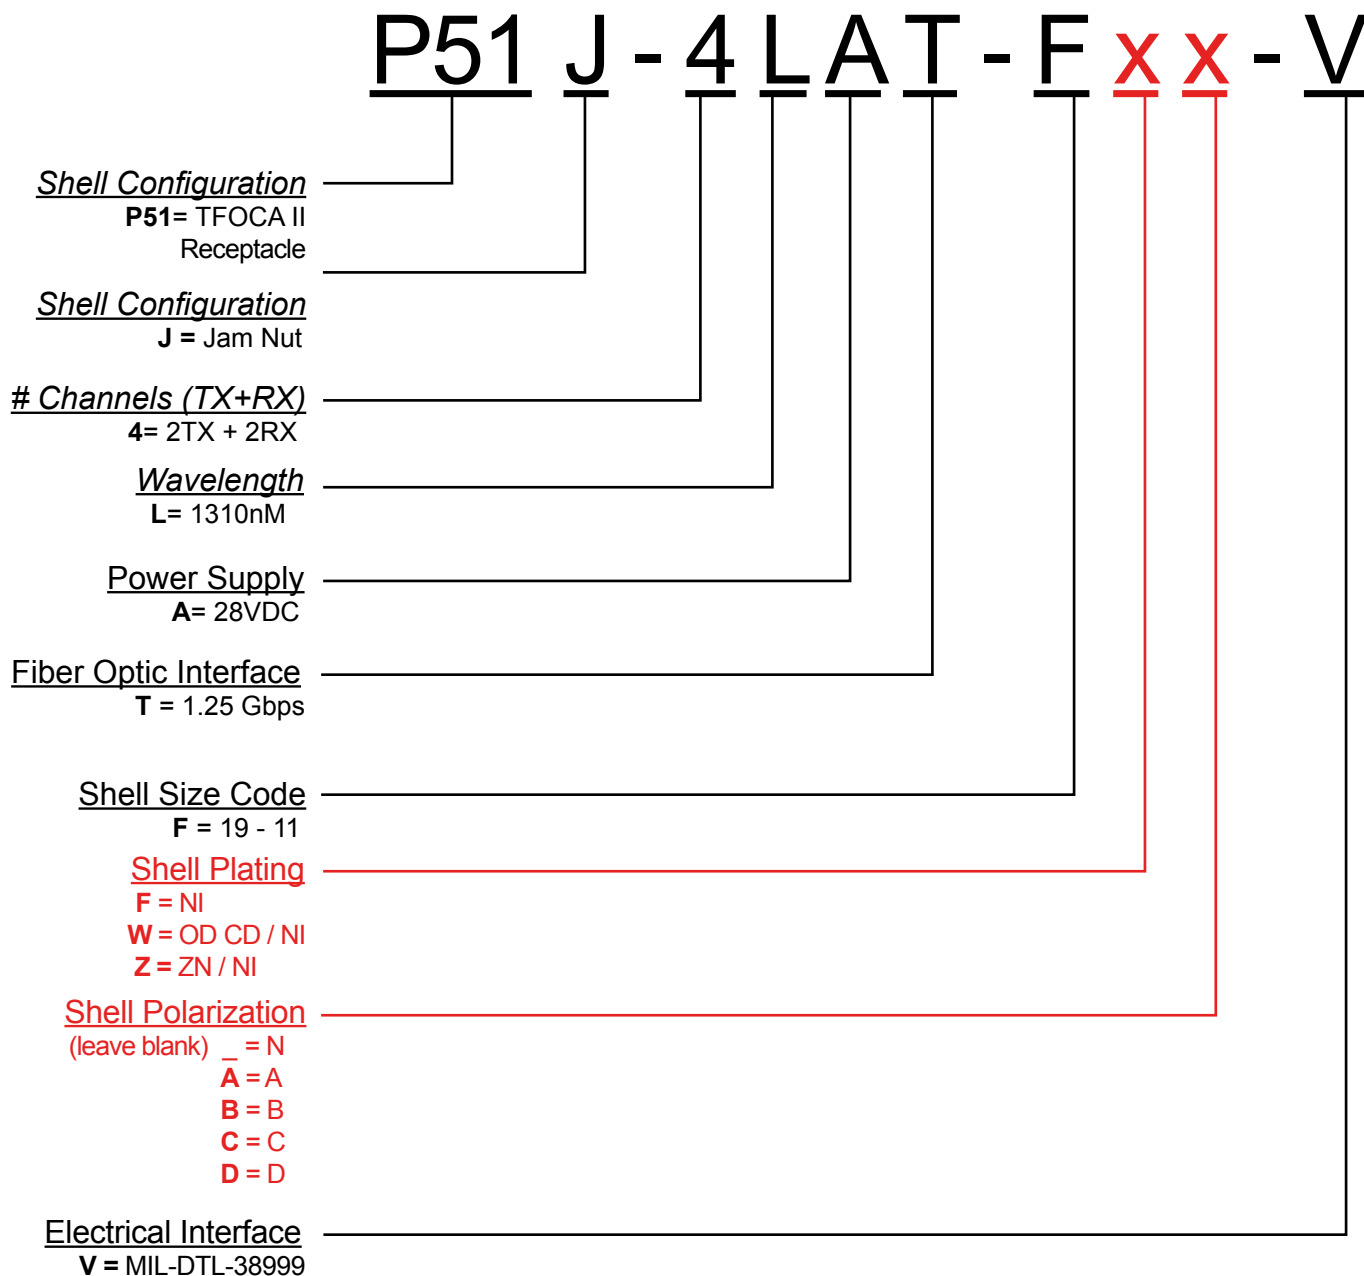 P51 J - 4 L A T - F x x - V
Shell Configuration
P51= TFOCA II
Receptacle
Shell Configuration
J = Jam Nut
# Channels (TX+RX)
4= 2TX + 2RX
Wavelength
L= 1310nM
Power Supply
A= 28VDC
Fiber Optic Interface
T = 1.25 Gbps
Shell Size Code
F = 19 - 11
Shell Plating
F = NI
W = OD CD / NI
Z = ZN / NI
Shell Polarization
(leave blank) _ = N
A = A
B = B
C = C
D = D
Electrical Interface
V = MIL-DTL-38999